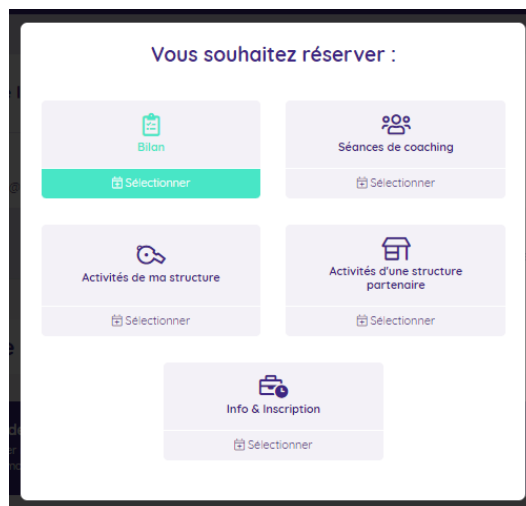 Vous souhaitez réserver :
Bilan
Sélectionner
Séances de coaching
Sélectionner
Activités de ma structure
Sélectionner
Activités d'une structure
partenaire
Sélectionner
Info & Inscription
Sélectionner